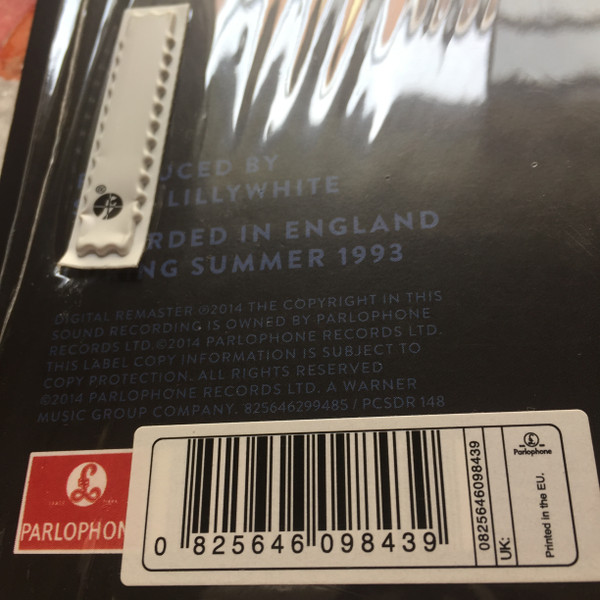 UCED BY
LILLYWHITE
RDED IN ENGLAND
NG SUMMER 1993
DIGITAL REMASTER ℗2014 THE COPYRIGHT IN THIS
SOUND RECORDING IS OWNED BY PARLOPHONE
RECORDS LTD.©2014 PARLOPHONE RECORDS LTD.
THIS LABEL COPY INFORMATION IS SUBJECT TO
COPY PROTECTION. ALL RIGHTS RESERVED
©2014 PARLOPHONE RECORDS LTD. A WARNER
MUSIC GROUP COMPANY. 825646299485 / PCSDR 148
TRADE MARK
PARLOPHON
0 825646 098439
0825646098439
UK:
Parlophone
Printed in the EU.